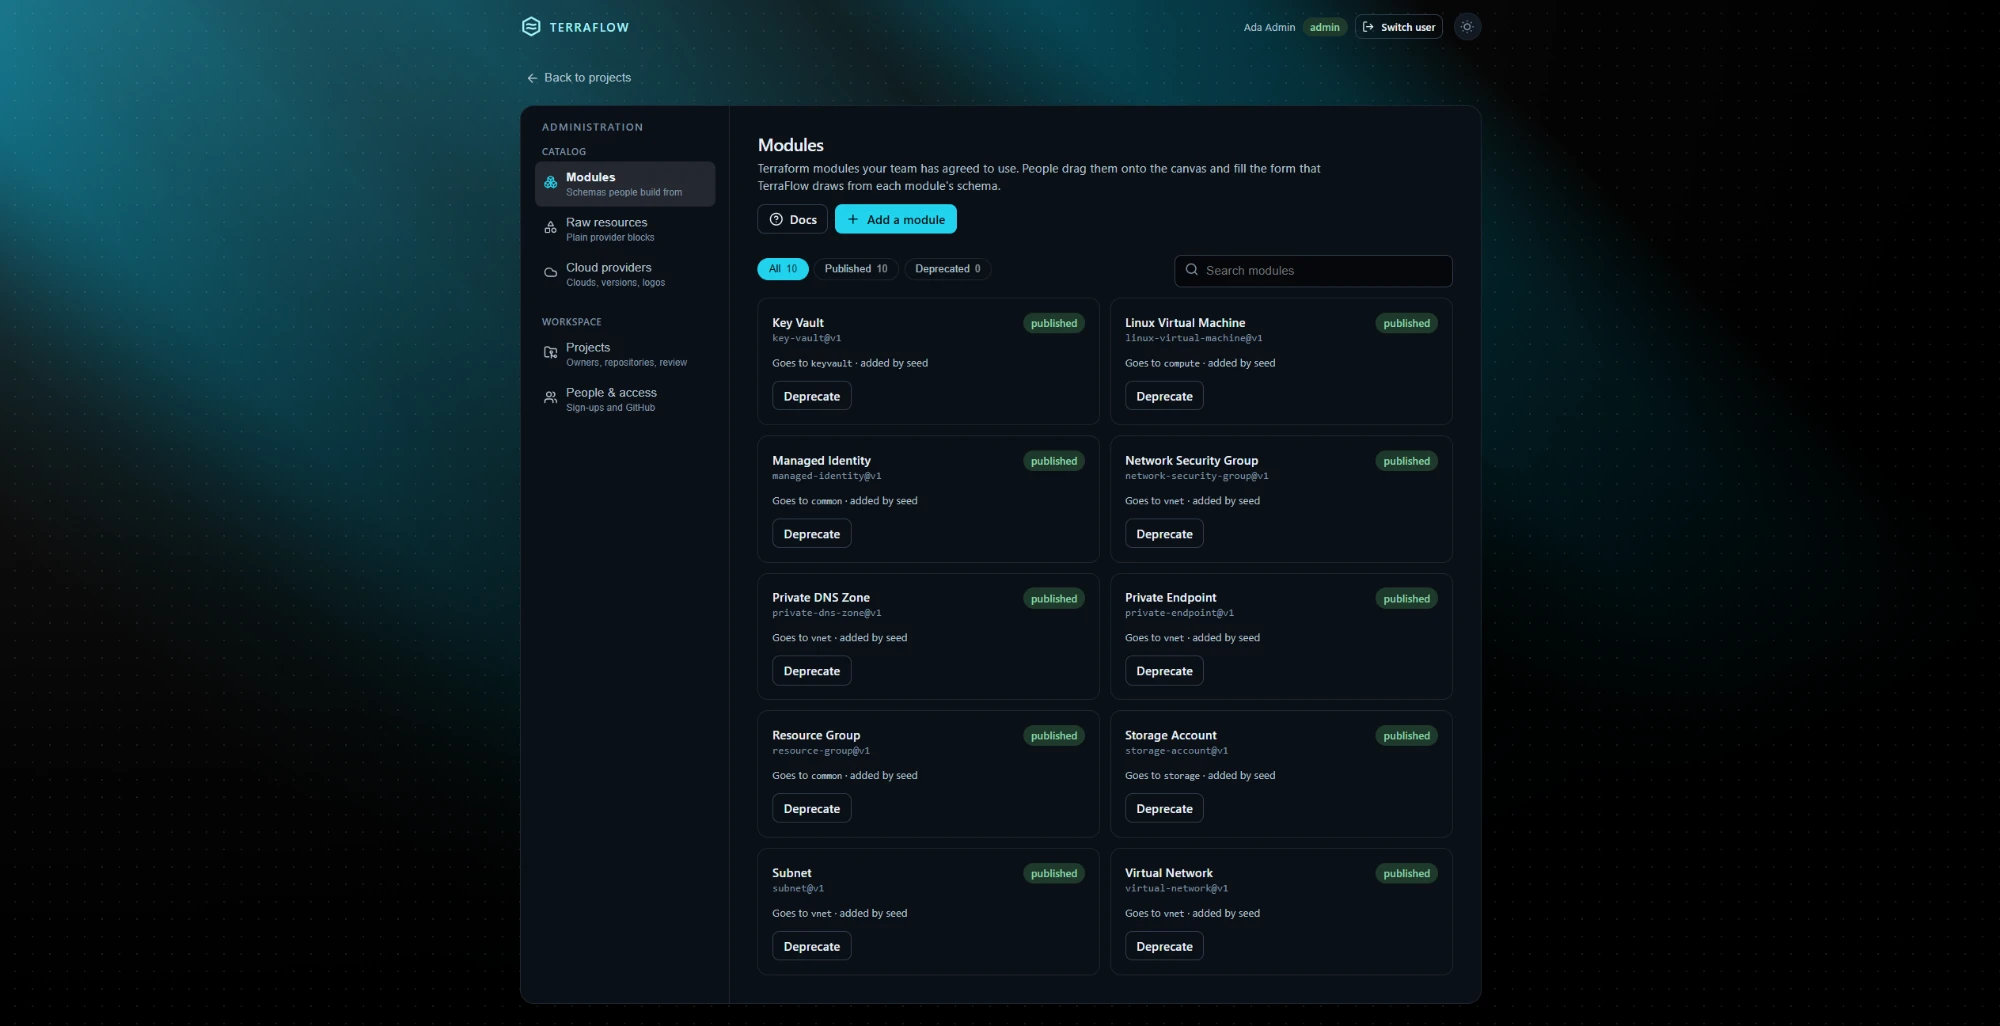 TERRAFLOW
Ada Admin admin Switch user
Back to projects
ADMINISTRATION
CATALOG
Modules
Schemas people build from
Raw resources
Plain provider blocks
Cloud providers
Clouds, versions, logos
WORKSPACE
Projects
Owners, repositories, review
People & access
Sign-ups and GitHub
Modules
Terraform modules your team has agreed to use. People drag them onto the canvas and fill the form that
TerraFlow draws from each module's schema.
Docs + Add a module
All 10 Published 10 Deprecated 0
Search modules
Key Vault published
key-vault@v1
Goes to keyvault · added by seed
Deprecate
Linux Virtual Machine published
linux-virtual-machine@v1
Goes to compute · added by seed
Deprecate
Managed Identity published
managed-identity@v1
Goes to common · added by seed
Deprecate
Network Security Group published
network-security-group@v1
Goes to vnet · added by seed
Deprecate
Private DNS Zone published
private-dns-zone@v1
Goes to vnet · added by seed
Deprecate
Private Endpoint published
private-endpoint@v1
Goes to vnet · added by seed
Deprecate
Resource Group published
resource-group@v1
Goes to common · added by seed
Deprecate
Storage Account published
storage-account@v1
Goes to storage · added by seed
Deprecate
Subnet published
subnet@v1
Goes to vnet · added by seed
Deprecate
Virtual Network published
virtual-network@v1
Goes to vnet · added by seed
Deprecate